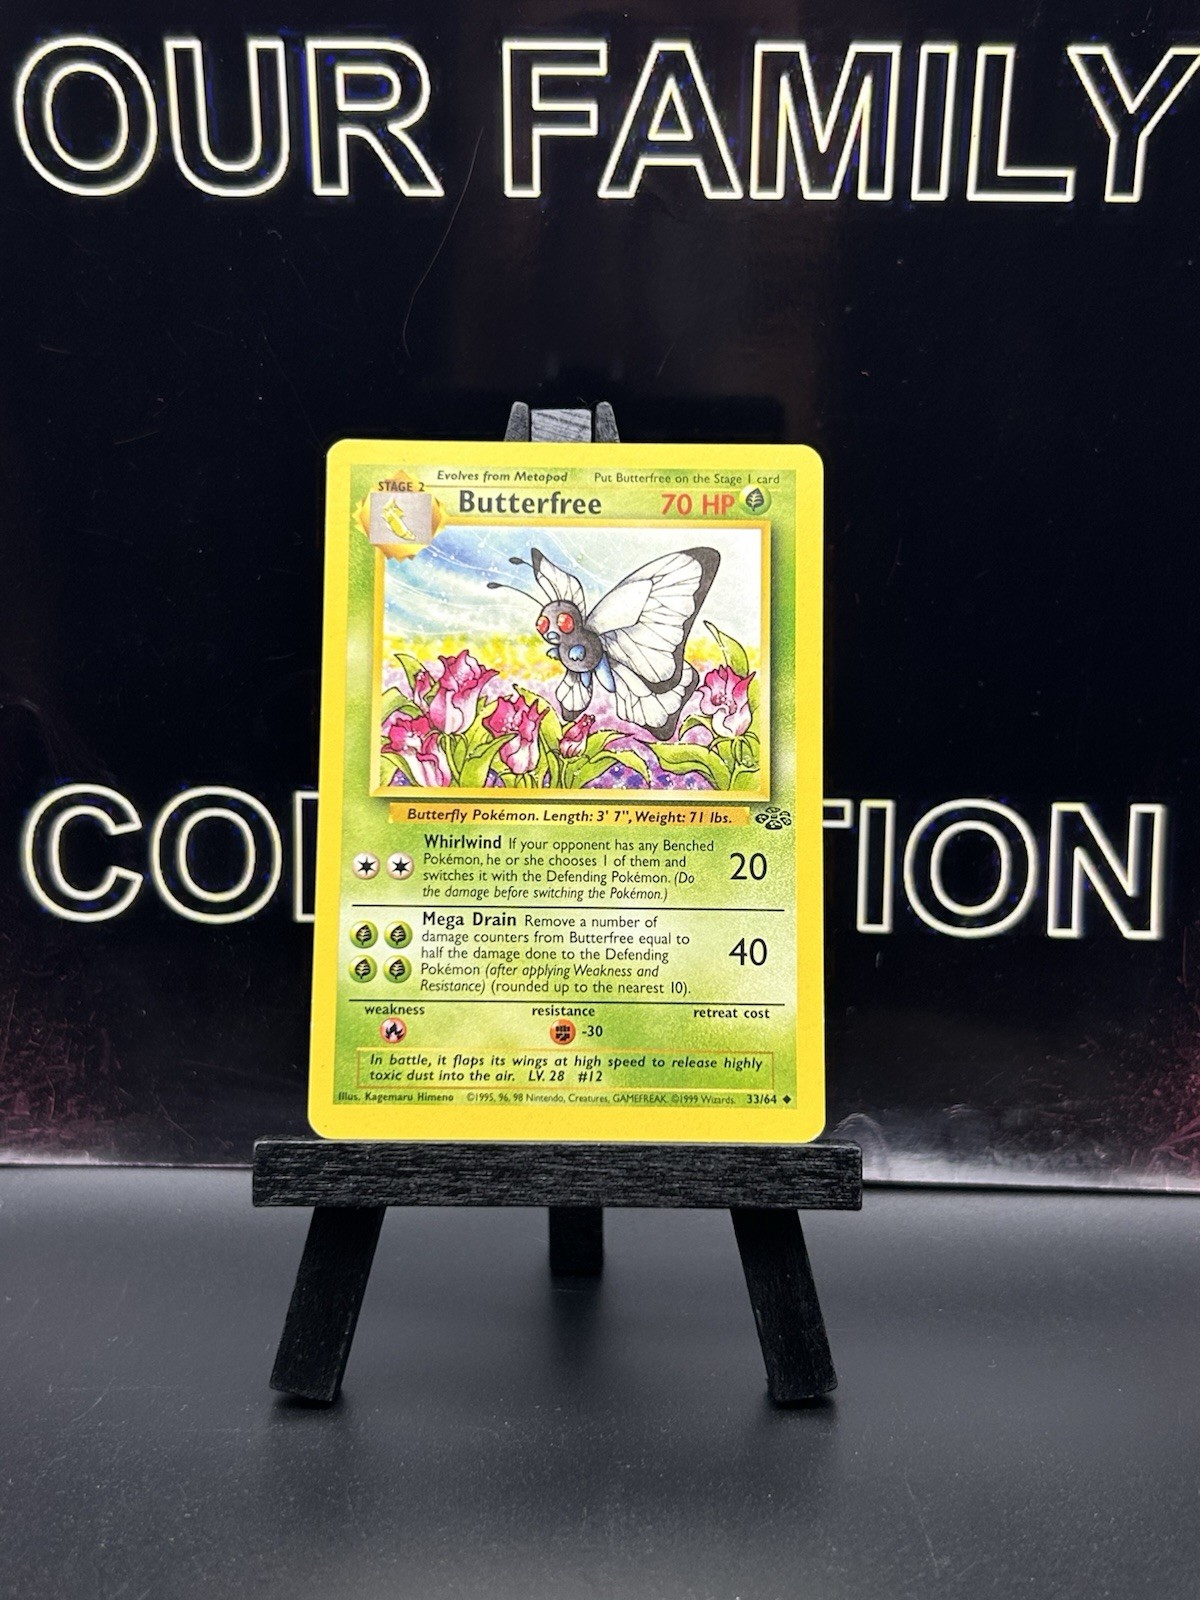 OUR FAMILY
STAGE 2
Evolves from Metapod Put Butterfree on the Stage 1 card
Butterfree 70 HP
Butterfly Pokémon. Length: 3' 7", Weight: 71 lbs.
CO TION
Whirlwind If your opponent has any Benched
Pokémon, he or she chooses 1 of them and
switches it with the Defending Pokémon. (Do
the damage before switching the Pokémon.)
20
Mega Drain Remove a number of
damage counters from Butterfree equal to
half the damage done to the Defending
Pokémon (after applying Weakness and
Resistance) (rounded up to the nearest 10).
40
weakness resistance retreat cost
-30
In battle, it flaps its wings at high speed to release highly
toxic dust into the air. LV. 28 #12
Illus. Kagemaru Himeno ©1995, 96, 98 Nintendo, Creatures, GAMEFREAK. ©1999 Wizards. 33/64